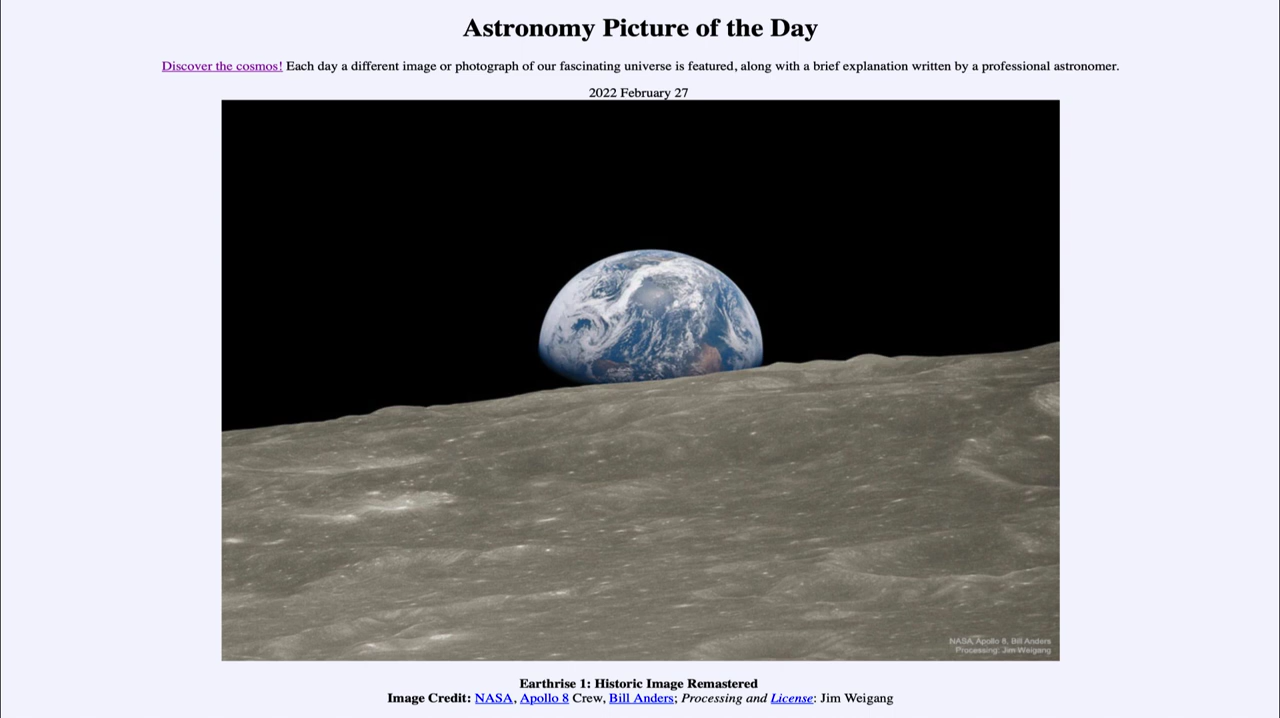 Astronomy Picture of the Day
Discover the cosmos! Each day a different image or photograph of our fascinating universe is featured, along with a brief explanation written by a professional astronomer.
2022 February 27
NASA, Apollo 8, Bill Anders
Processing: Jim Weigang
Earthrise 1: Historic Image Remastered
Image Credit: NASA, Apollo 8 Crew, Bill Anders; Processing and License: Jim Weigang